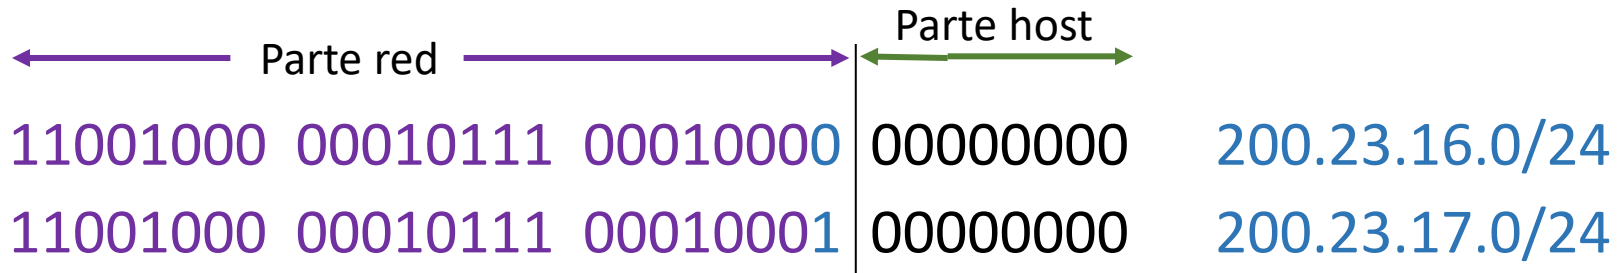 Parte host
Parte red
11001000 00010111 00010000 00000000 200.23.16.0/24
11001000 00010111 00010001 00000000 200.23.17.0/24